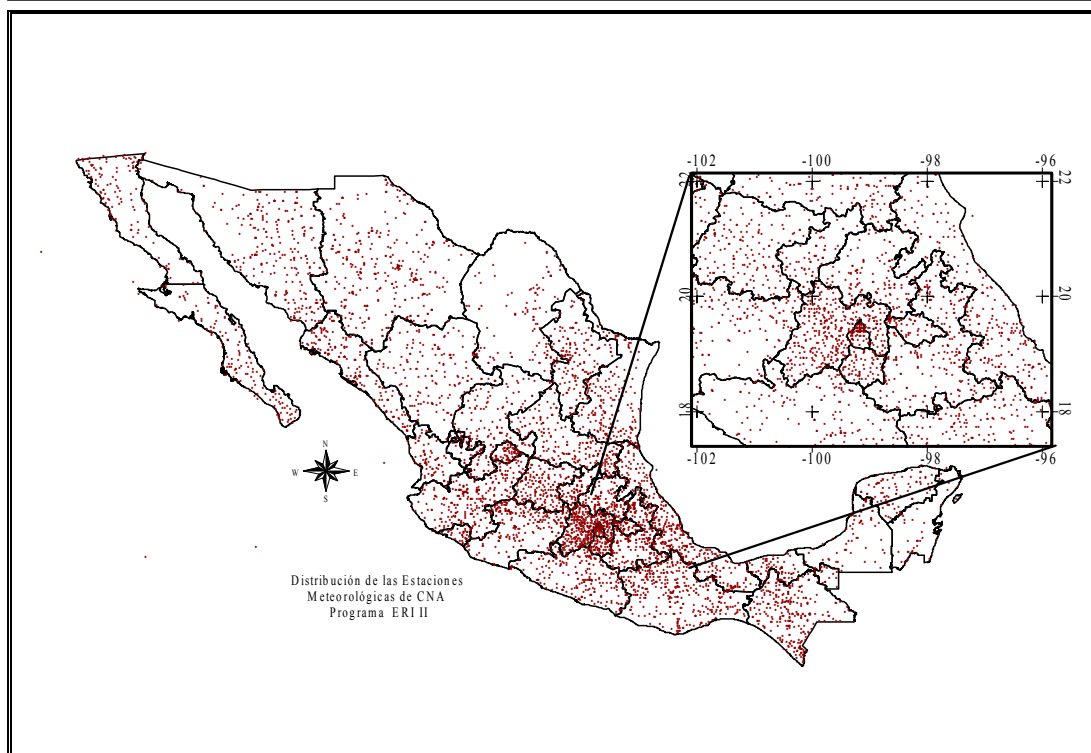 -102 -100 -98 -96
22 22
20 20
18 18
-102 -100 -98 -96
N
W E
S
Distribución de las Estaciones
Meteorológicas de CNA
Programa ERI II